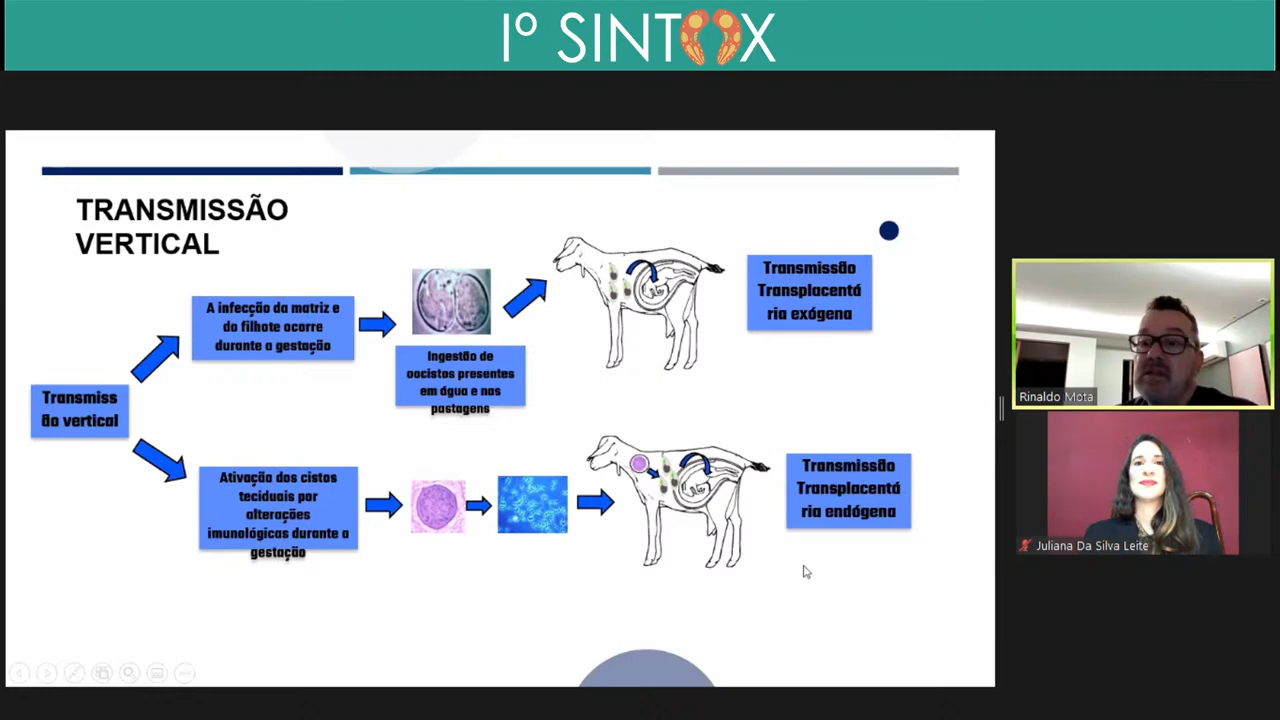 Iº SINTOX
TRANSMISSÃO
VERTICAL
Transmiss
ão vertical
A infecção da matriz e
do filhote ocorre
durante a gestação
Ingestão de
oocistos presentes
em água e nas
pastagens
Transmissão
Transplacentá
ria exógena
Ativação dos cistos
teciduais por
alterações
imunológicas durante a
gestação
Transmissão
Transplacentá
ria endógena
Rinaldo Mota
Juliana Da Silva Leite